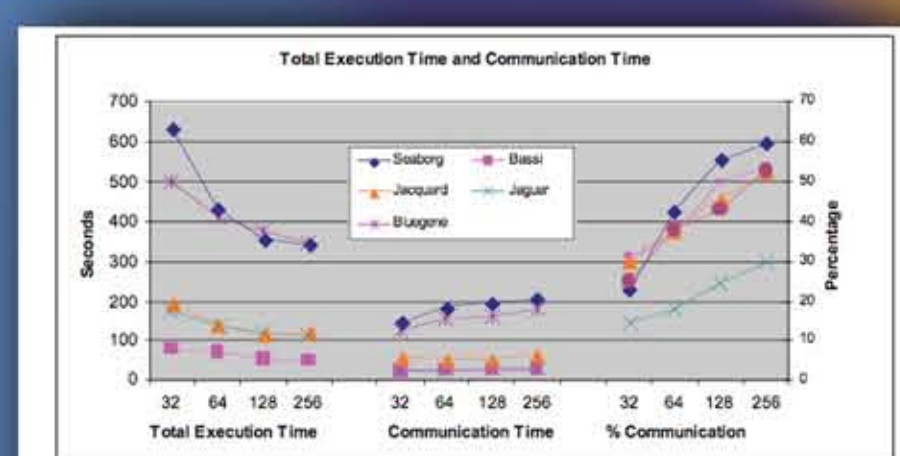 Total Execution Time and Communication Time
700
600
500
400
300
200
100
0
Seconds
Seaborg
Bassi
Jacquard
Jaguar
Bluegene
70
60
50
40
30
20
10
0
Percentage
32 64 128 256
32 64 128 256
32 64 128 256
Total Execution Time
Communication Time
% Communication